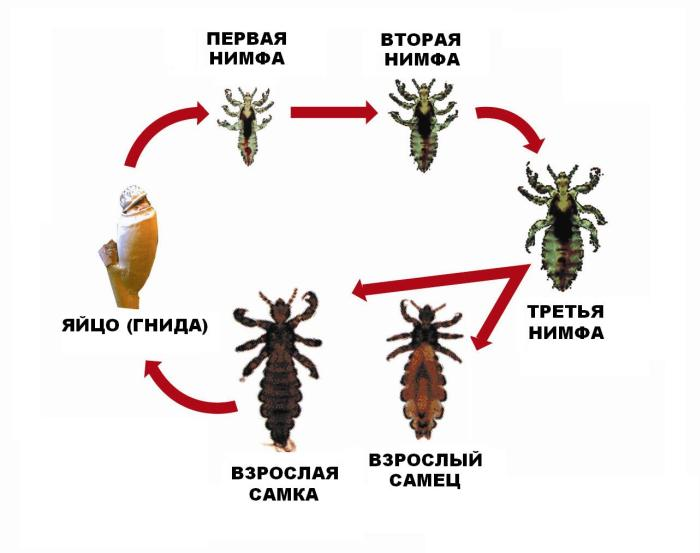 ПЕРВАЯ
НИМФА
ВТОРАЯ
НИМФА
ТРЕТЬЯ
НИМФА
ЯЙЦО (ГНИДА)
ВЗРОСЛЫЙ
САМЕЦ
ВЗРОСЛАЯ
САМКА